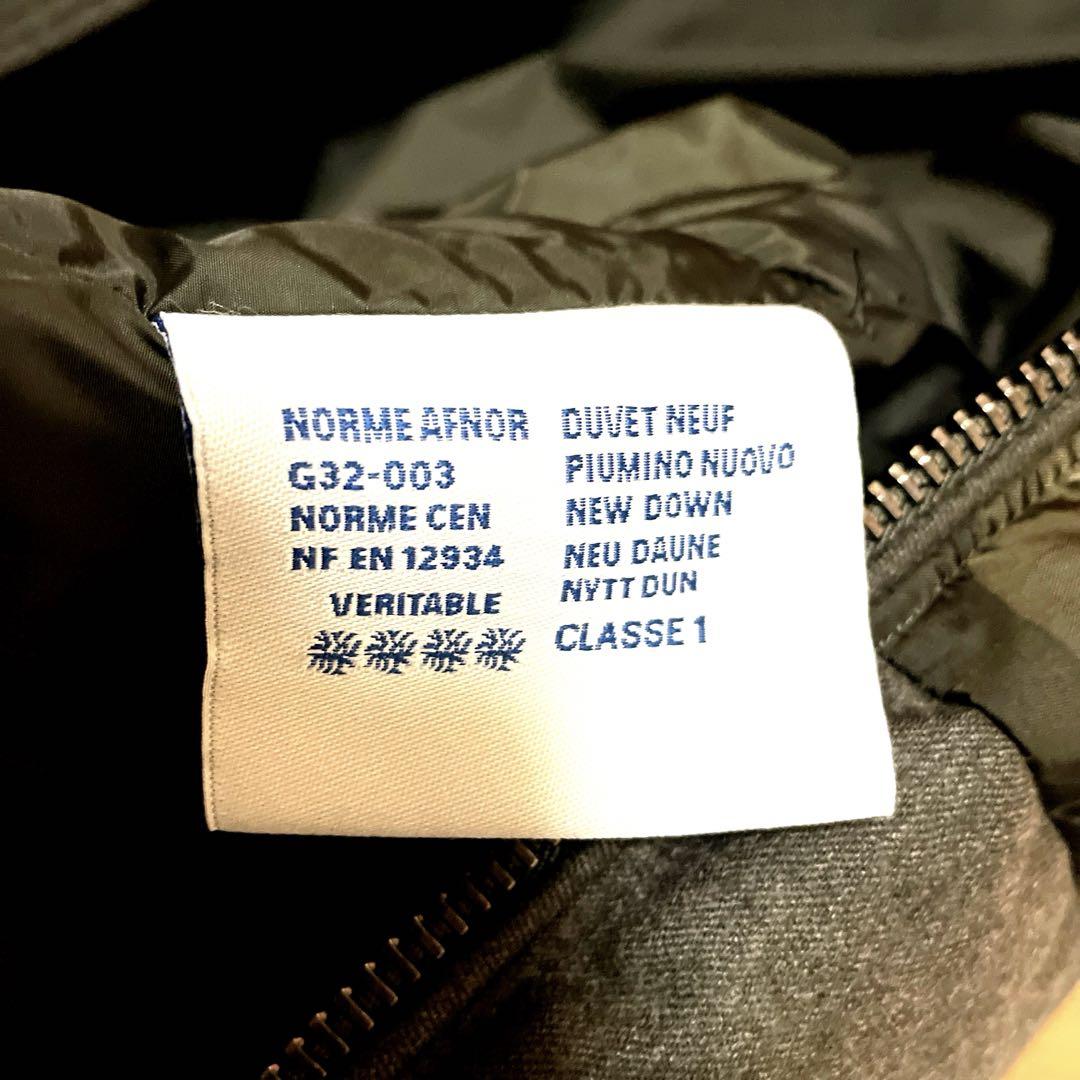 NORME AFNOR
G32-003
NORME CEN
NF EN 12934
VERITABLE
DUVET NEUF
PIUMINO NUOVO
NEW DOWN
NEU DAUNE
NYTT DUN
CLASSE 1